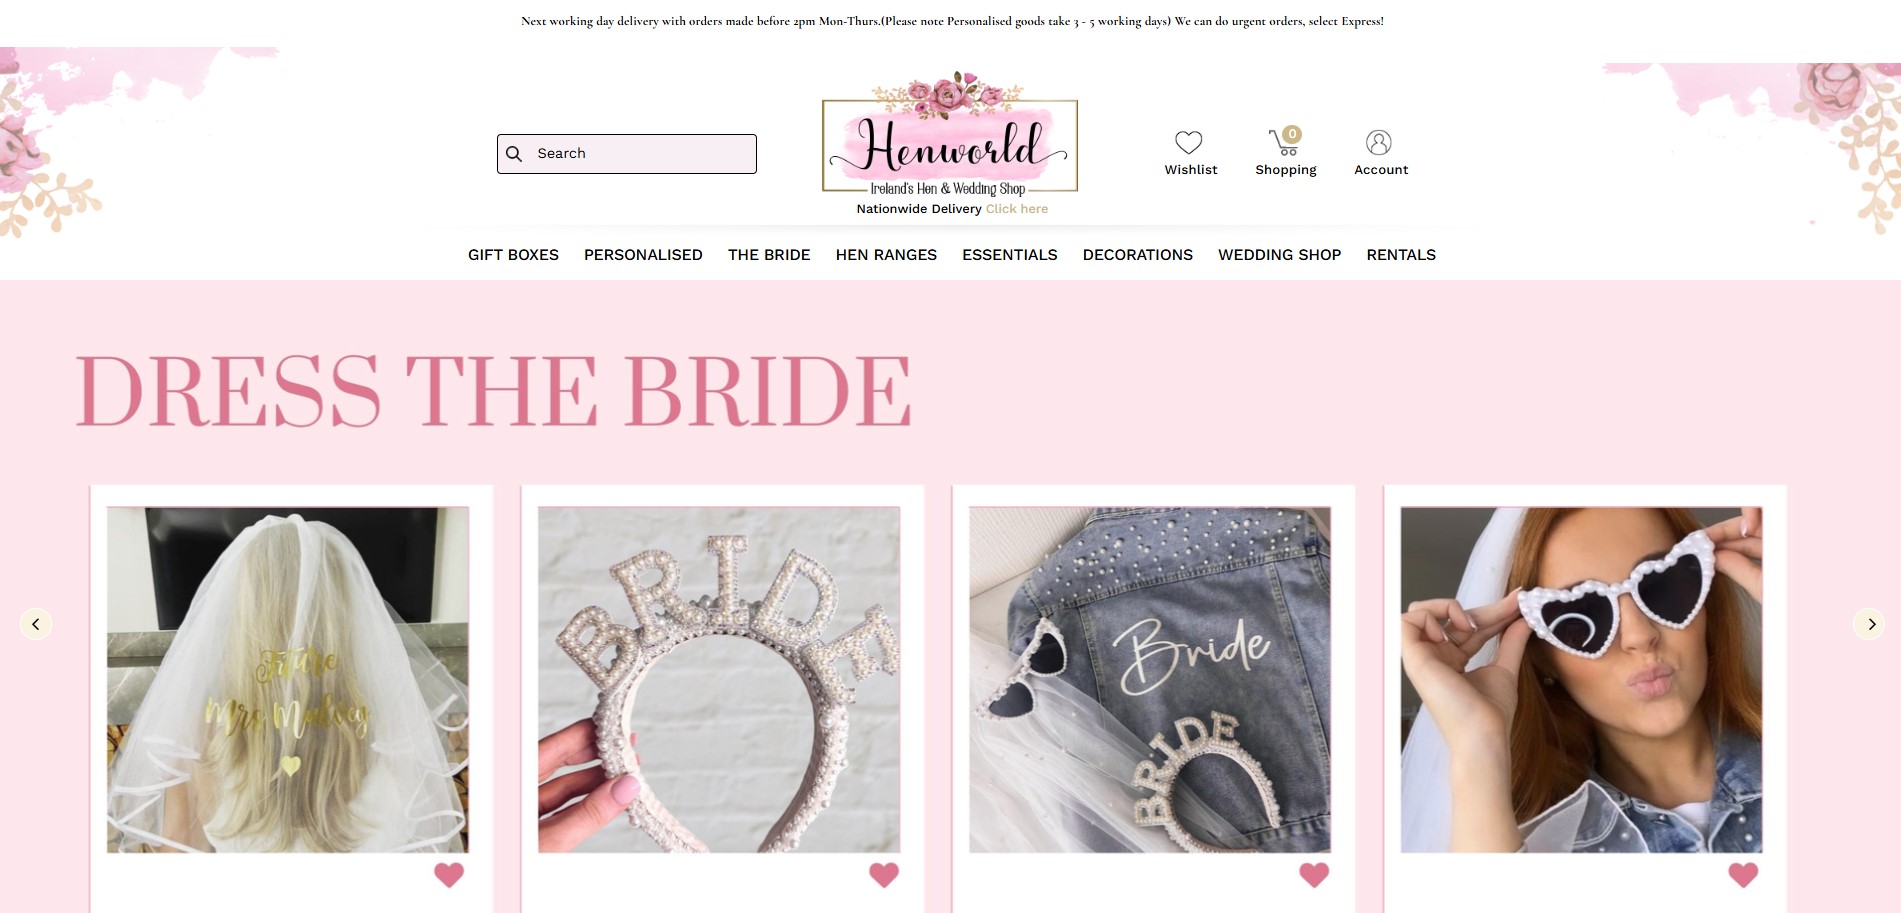 Next working day delivery with orders made before 2pm Mon-Thurs.(Please note Personalised goods take 3 - 5 working days) We can do urgent orders, select Express!
Search
Henworld
Ireland's Hen & Wedding Shop
Nationwide Delivery Click here
0
Wishlist
Shopping
Account
GIFT BOXES PERSONALISED THE BRIDE HEN RANGES ESSENTIALS DECORATIONS WEDDING SHOP RENTALS
DRESS THE BRIDE
Future
Mrs
BRIDE
Bride
BRIDE